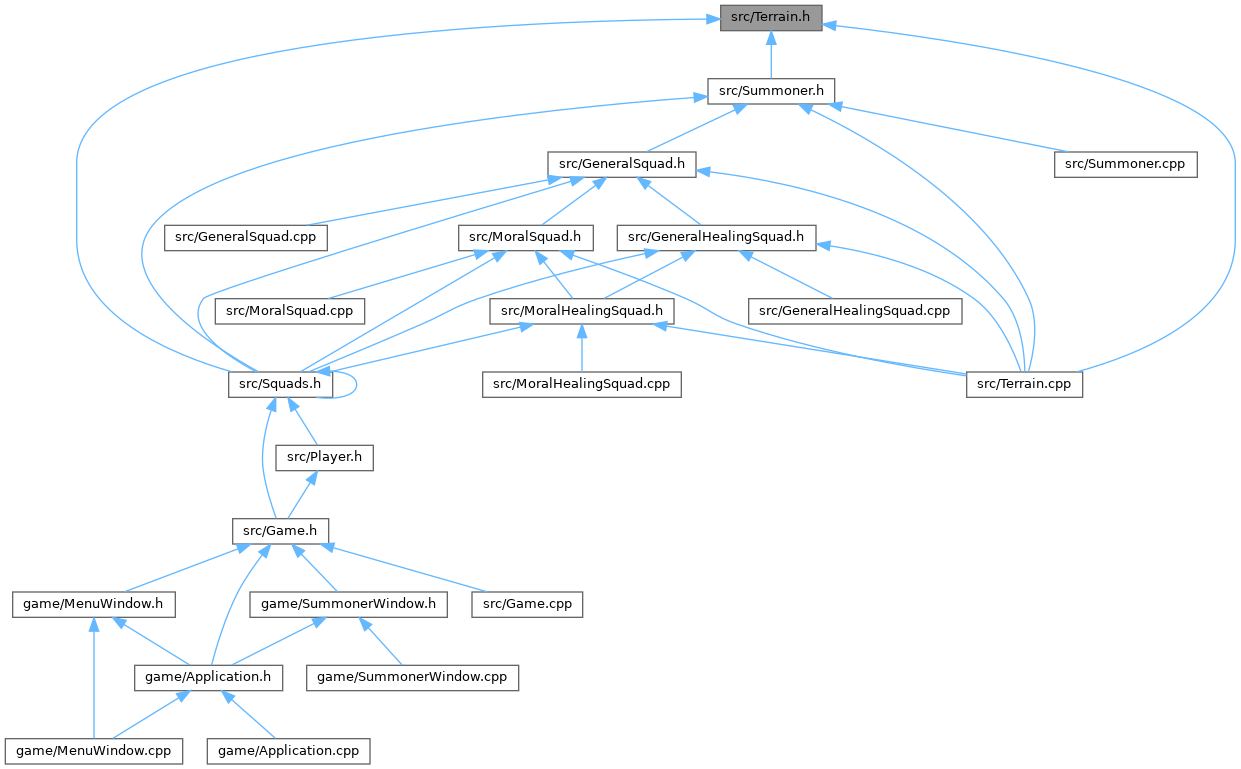 src/Terrain.h
src/Summoner.h
src/GeneralSquad.h
src/Summoner.cpp
src/GeneralSquad.cpp
src/MoralSquad.h
src/GeneralHealingSquad.h
src/MoralSquad.cpp
src/MoralHealingSquad.h
src/GeneralHealingSquad.cpp
src/Squads.h
src/MoralHealingSquad.cpp
src/Terrain.cpp
src/Player.h
src/Game.h
game/MenuWindow.h
game/SummonerWindow.h
src/Game.cpp
game/Application.h
game/SummonerWindow.cpp
game/MenuWindow.cpp
game/Application.cpp